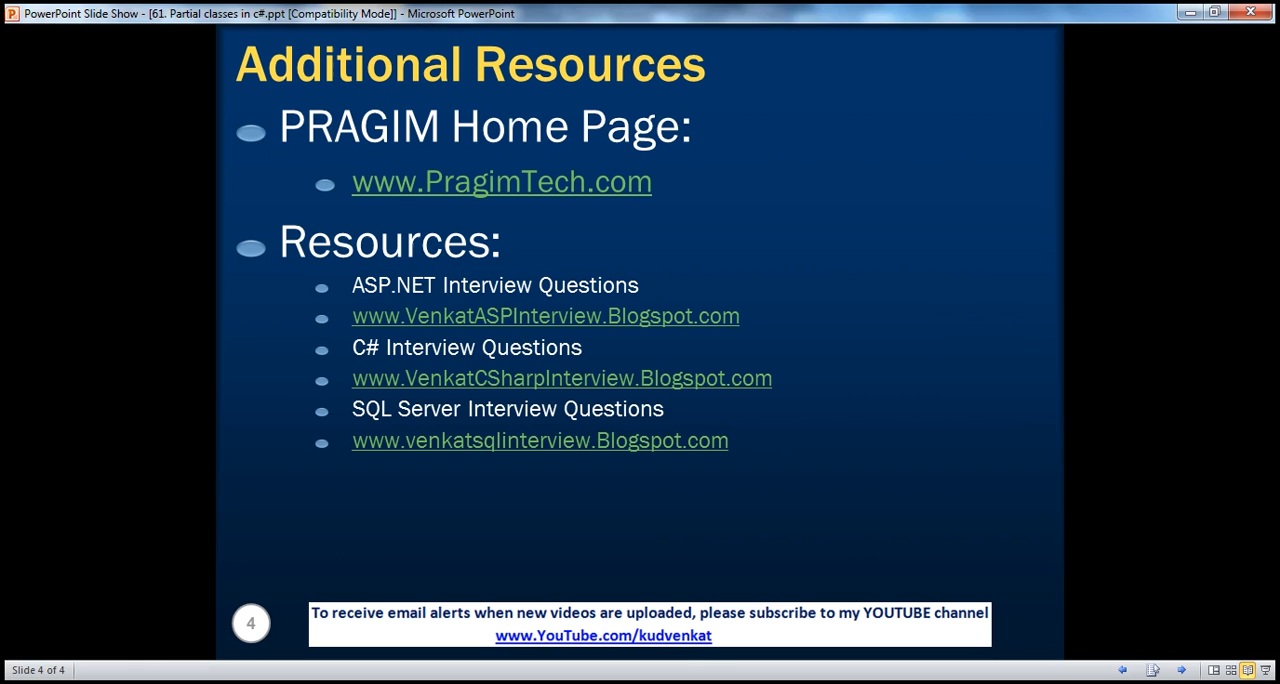 PowerPoint Slide Show - [61. Partial classes in c#.ppt [Compatibility Mode]] - Microsoft PowerPoint
Additional Resources
PRAGIM Home Page:
www.PragimTech.com
Resources:
ASP.NET Interview Questions
www.VenkatASPInterview.Blogspot.com
C# Interview Questions
www.VenkatCSharpInterview.Blogspot.com
SQL Server Interview Questions
www.venkatsqlinterview.Blogspot.com
4
To receive email alerts when new videos are uploaded, please subscribe to my YOUTUBE channel
www.YouTube.com/kudvenkat
Slide 4 of 4